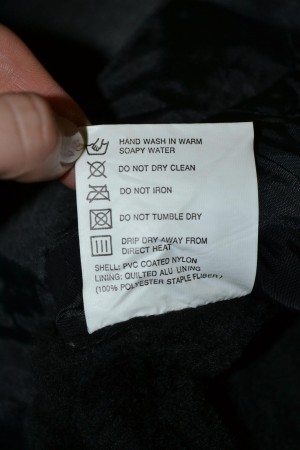 HAND WASH IN WARM
SOAPY WATER
DO NOT DRY CLEAN
DO NOT IRON
DO NOT TUMBLE DRY
DRIP DRY AWAY FROM
DIRECT HEAT
SHELL: PVC COATED NYLON
LINING: QUILTED ALU LINING
(100% POLYESTER STAPLE FLIBER)